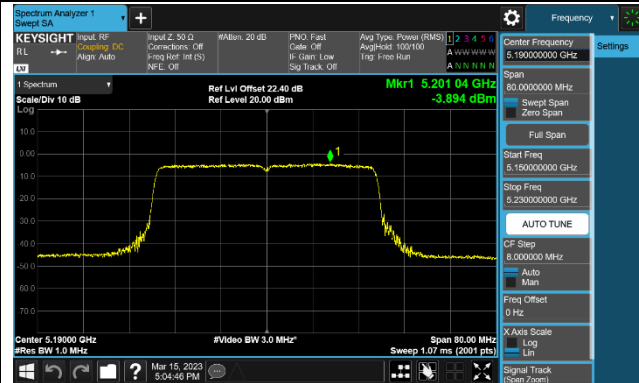 Spectrum Analyzer 1
Swept SA
+
Frequency
KEYSIGHT
RL
LXI
Input: RF
Coupling: DC
Align: Auto
Input Z: 50 Ω
Corrections: Off
Freq Ref: Int (S)
NFE: Off
#Atten: 20 dB
PNO: Fast
Gate: Off
IF Gain: Low
Sig Track: Off
Avg Type: Power (RMS)
Avg|Hold: 100/100
Trig: Free Run
1 2 3 4 5 6
A W W W W W
A N N N N N
1 Spectrum
Scale/Div 10 dB
Log
Ref Lvl Offset 22.40 dB
Ref Level 20.00 dBm
Mkr1 5.201 04 GHz
-3.894 dBm
1
10.0
0.00
-10.0
-20.0
-30.0
-40.0
-50.0
-60.0
-70.0
Center 5.19000 GHz
#Res BW 1.0 MHz
#Video BW 3.0 MHz*
Span 80.00 MHz
Sweep 1.07 ms (2001 pts)
Mar 15, 2023
5:04:46 PM
?
Center Frequency
5.190000000 GHz
Settings
Span
80.0000000 MHz
Swept Span
Zero Span
Full Span
Start Freq
5.150000000 GHz
Stop Freq
5.230000000 GHz
AUTO TUNE
CF Step
8.000000 MHz
Auto
Man
Freq Offset
0 Hz
X Axis Scale
Log
Lin
Signal Track
(Span Zoom)